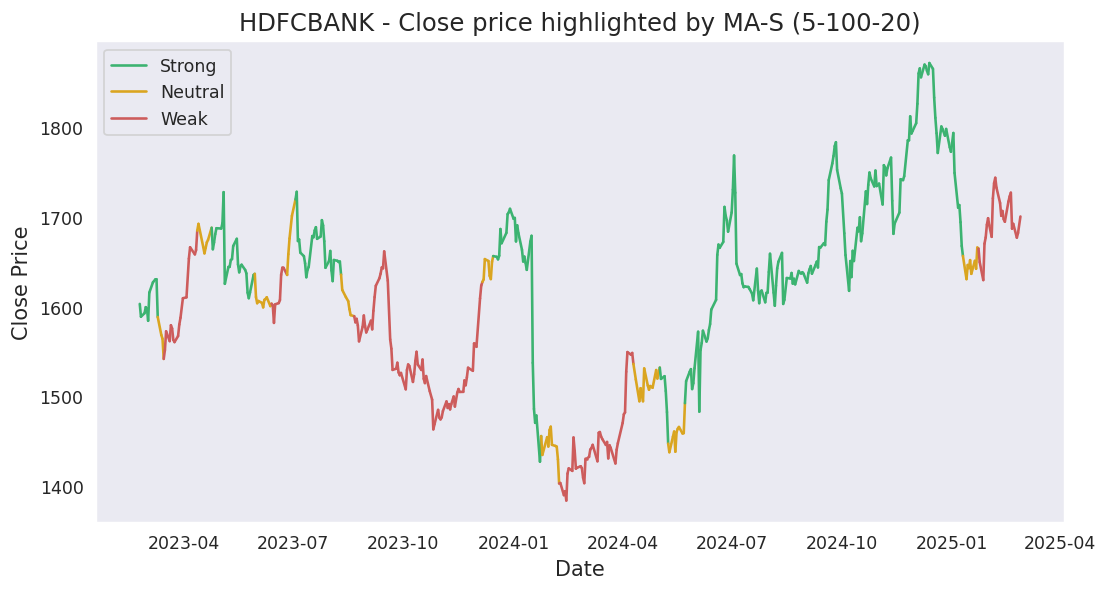 HDFCBANK - Close price highlighted by MA-S (5-100-20)
Strong
Neutral
Weak
Close Price
1800
1700
1600
1500
1400
2023-04 2023-07 2023-10 2024-01 2024-04 2024-07 2024-10 2025-01 2025-04
Date